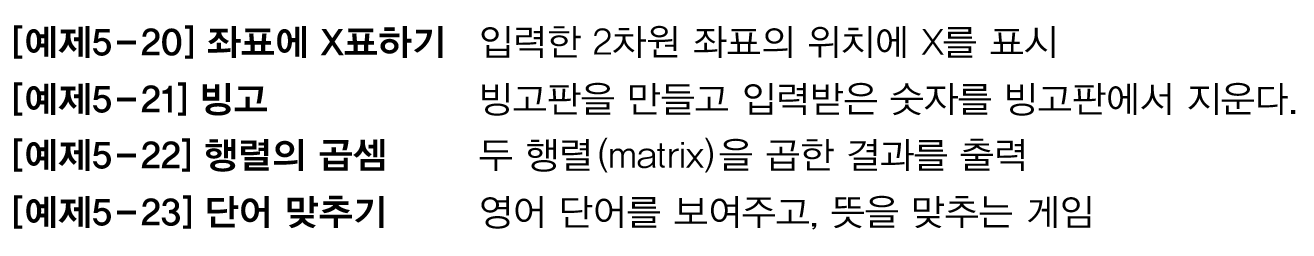 [예제5-20] 좌표에 X표하기 입력한 2차원 좌표의 위치에 X를 표시
[예제5-21] 빙고 빙고판을 만들고 입력받은 숫자를 빙고판에서 지운다.
[예제5-22] 행렬의 곱셈 두 행렬(matrix)을 곱한 결과를 출력
[예제5-23] 단어 맞추기 영어 단어를 보여주고, 뜻을 맞추는 게임